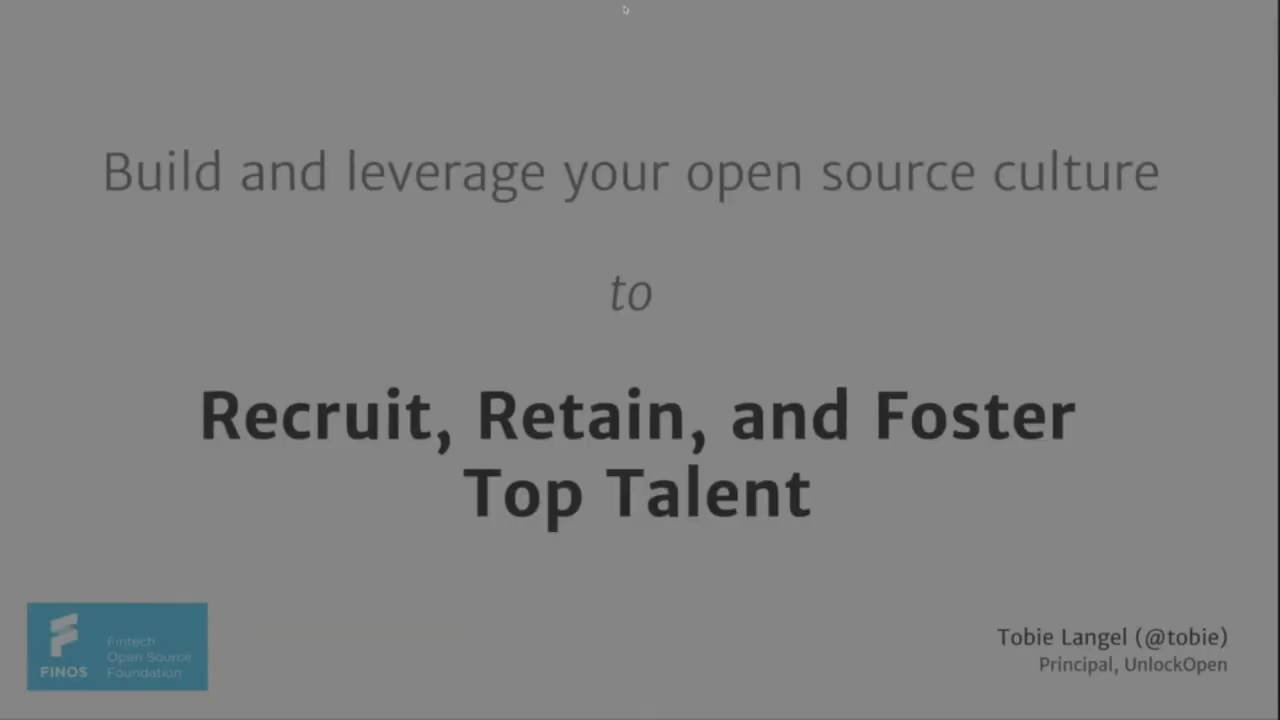 Build and leverage your open source culture
to
Recruit, Retain, and Foster
Top Talent
FINOS
Fintech
Open Source
Foundation
Tobie Langel (@tobie)
Principal, UnlockOpen